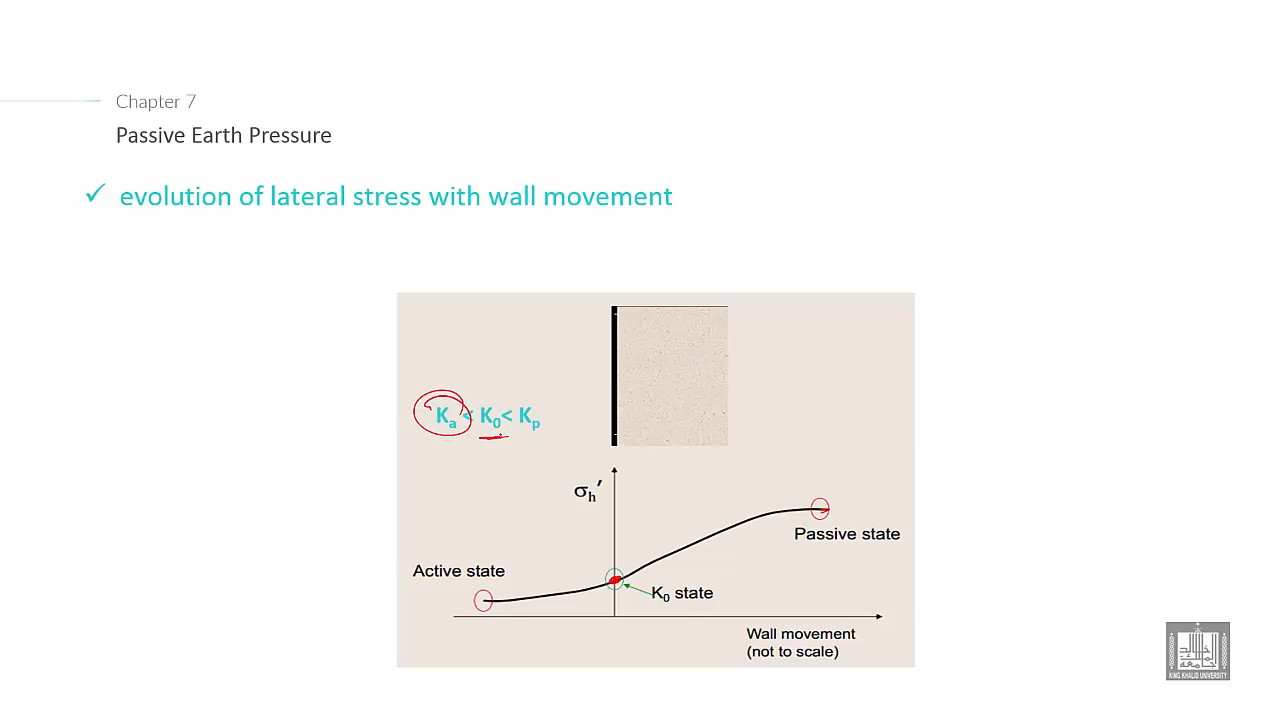 Chapter 7
Passive Earth Pressure
✓ evolution of lateral stress with wall movement
Ka < K0 < Kp
σh′
Passive state
Active state
K0 state
Wall movement
(not to scale)
KING KHALID UNIVERSITY